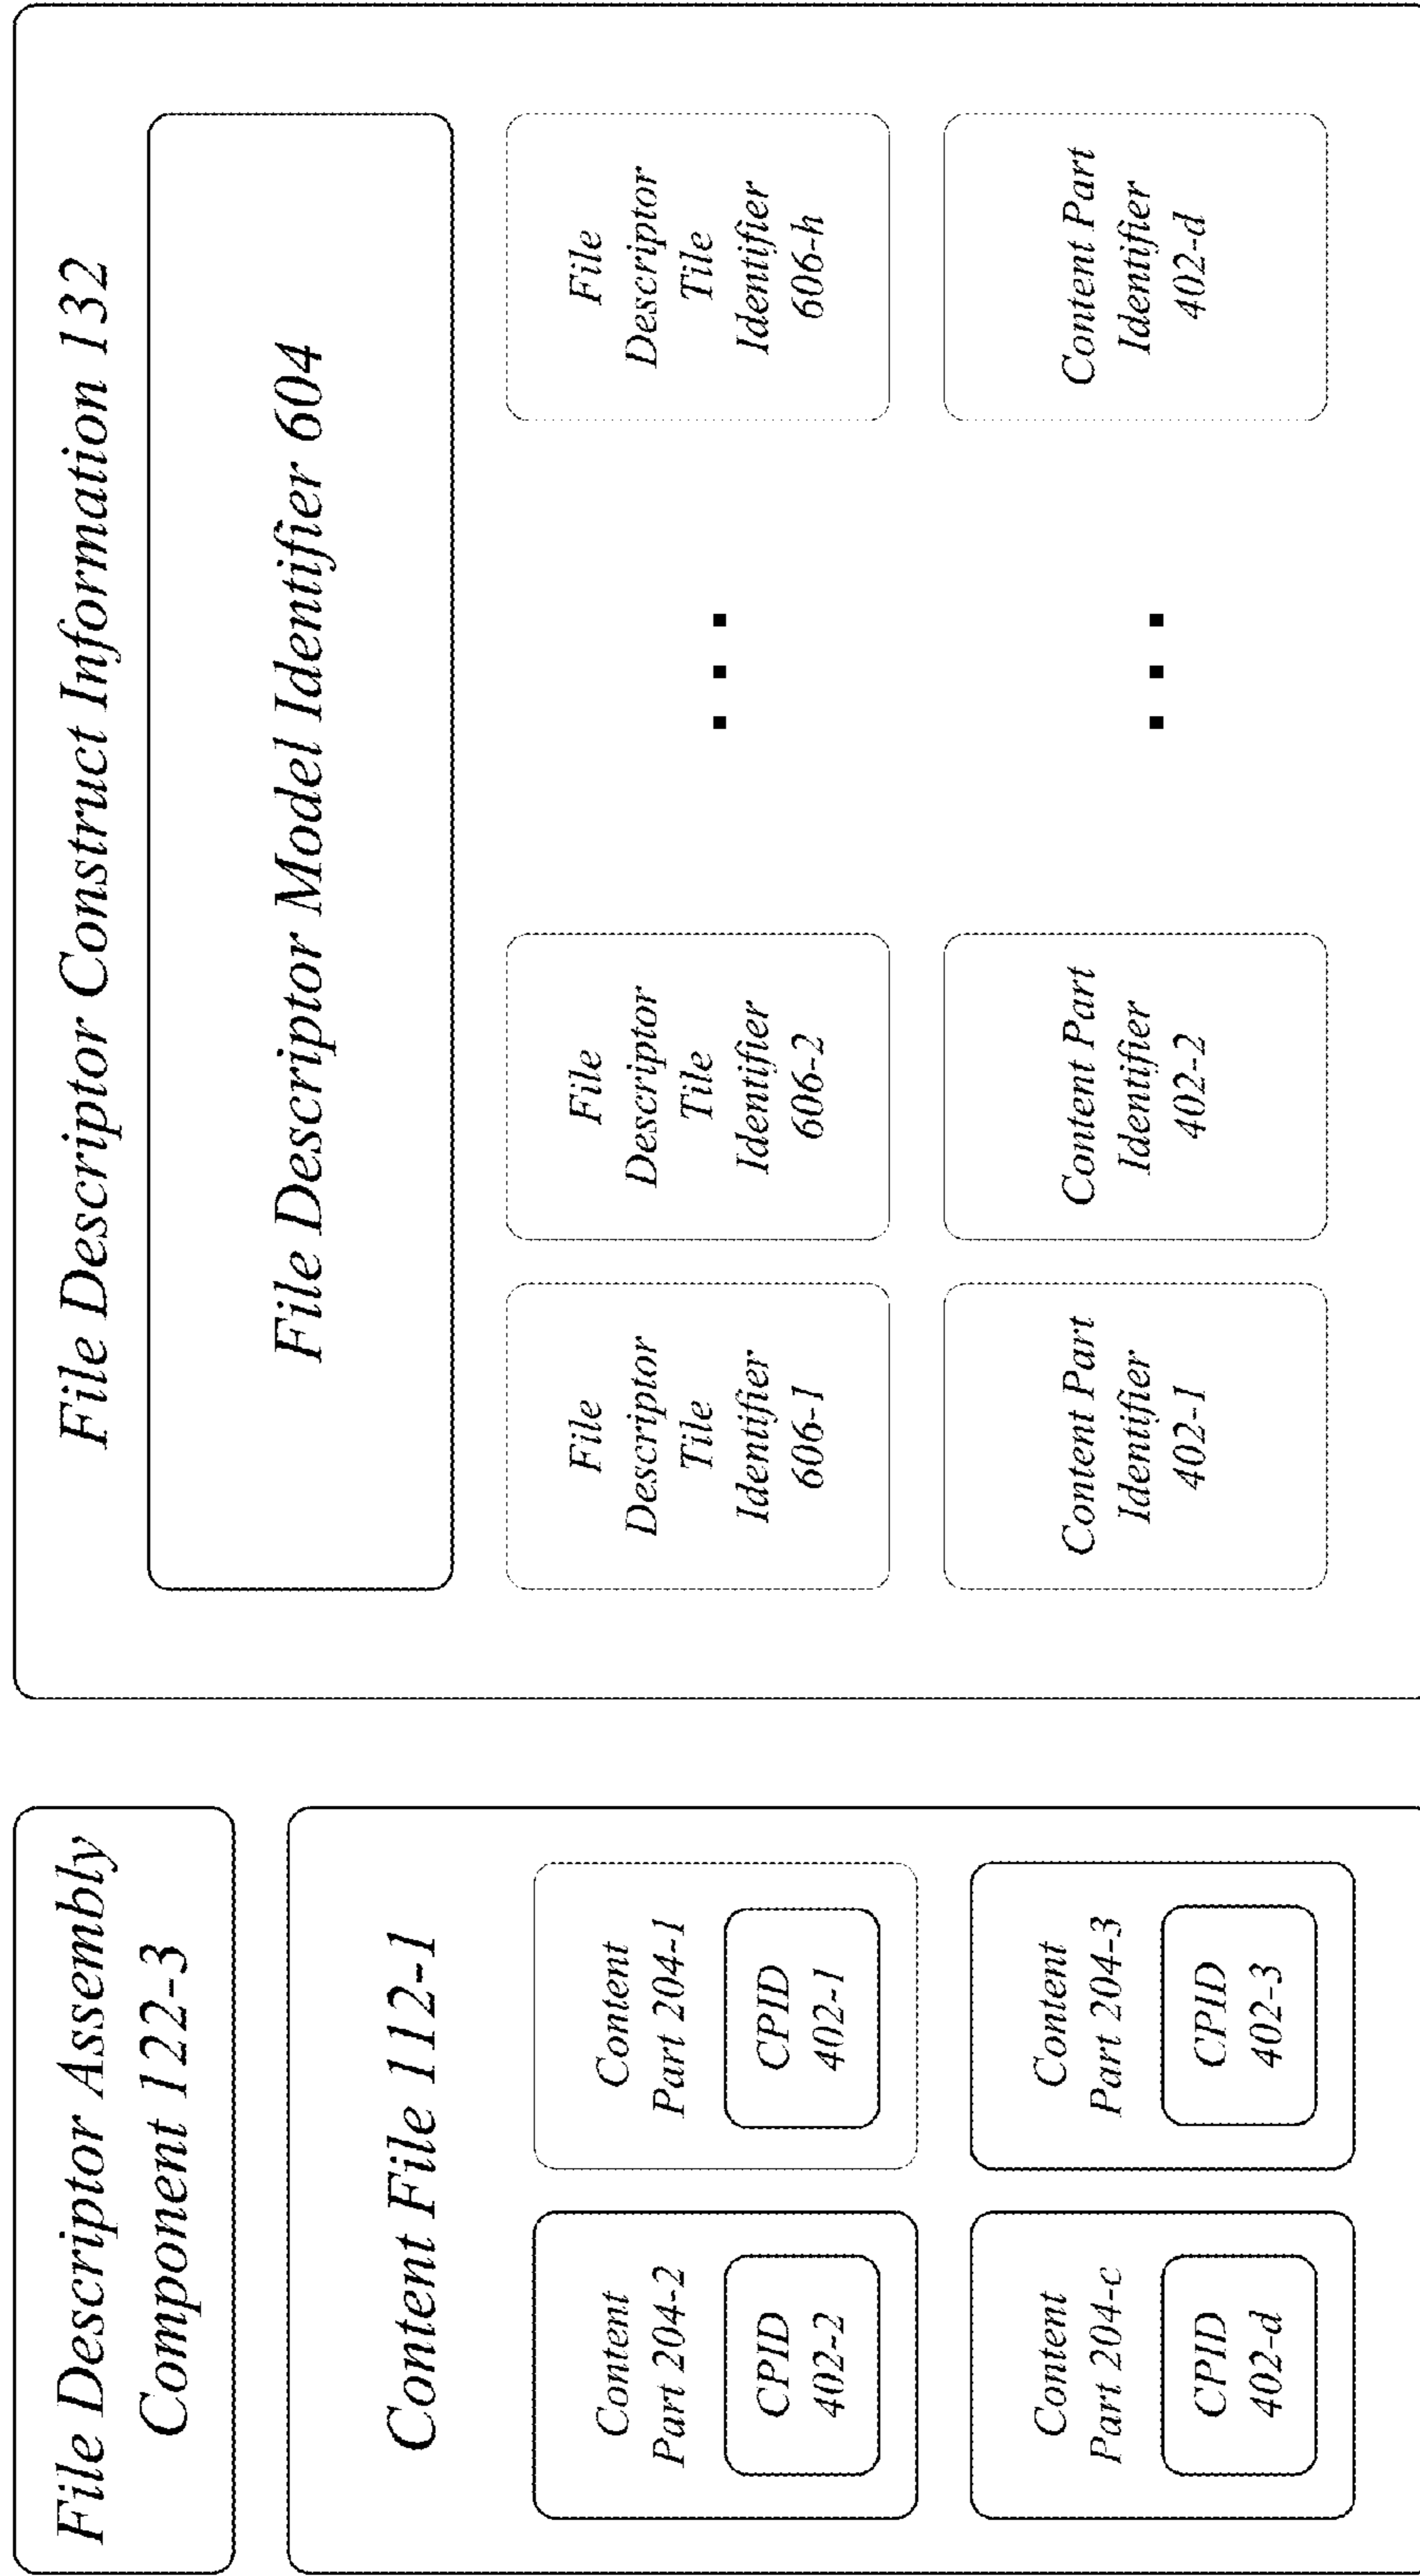 File Descriptor Assembly
Component 122-3
Content File 112-1
Content
Part 204-2
CPID
402-2
Content
Part 204-1
CPID
402-1
Content
Part 204-c
CPID
402-d
Content
Part 204-3
CPID
402-3
File Descriptor Construct Information 132
File Descriptor Model Identifier 604
File
Descriptor
Tile
Identifier
606-1
File
Descriptor
Tile
Identifier
606-2
. . .
File
Descriptor
Tile
Identifier
606-h
Content Part
Identifier
402-1
Content Part
Identifier
402-2
. . .
Content Part
Identifier
402-d